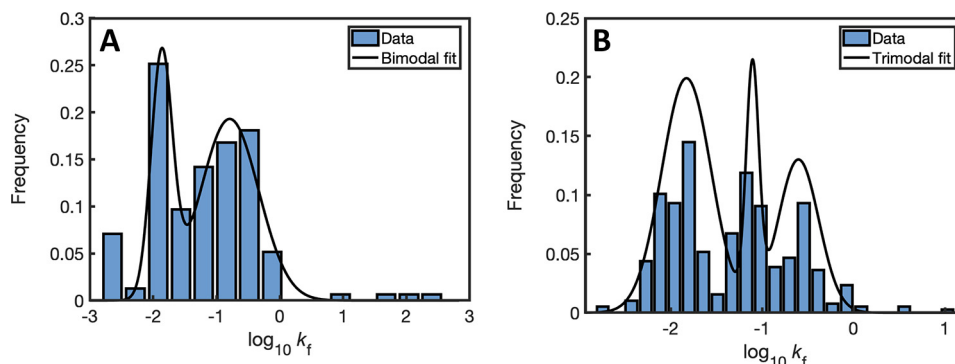 A
Data
Bimodal fit
0.3
0.25
0.2
0.15
0.1
0.05
0
Frequency
-3
-2
-1
0
1
2
3
log10 kf
B
Data
Trimodal fit
0.25
0.2
0.15
0.1
0.05
0
Frequency
-2
-1
0
1
log10 kf